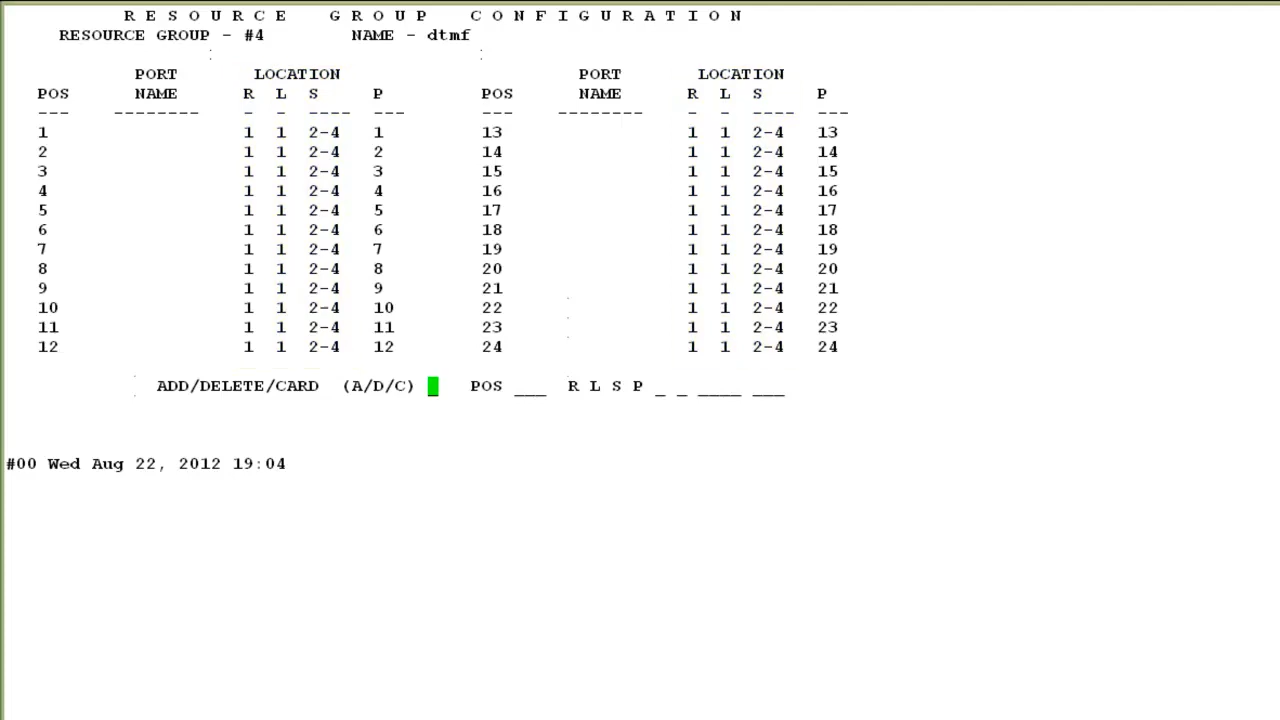 R E S O U R C E   G R O U P   C O N F I G U R A T I O N
RESOURCE GROUP - #4   NAME - dtmf
PORT   LOCATION   PORT   LOCATION
POS   NAME   R   L   S   P   POS   NAME   R   L   S   P
---   --------   -   -   ----   ---   ---   --------   -   -   ----   ---
1   1   1   2-4   1   13   1   1   2-4   13
2   1   1   2-4   2   14   1   1   2-4   14
3   1   1   2-4   3   15   1   1   2-4   15
4   1   1   2-4   4   16   1   1   2-4   16
5   1   1   2-4   5   17   1   1   2-4   17
6   1   1   2-4   6   18   1   1   2-4   18
7   1   1   2-4   7   19   1   1   2-4   19
8   1   1   2-4   8   20   1   1   2-4   20
9   1   1   2-4   9   21   1   1   2-4   21
10   1   1   2-4   10   22   1   1   2-4   22
11   1   1   2-4   11   23   1   1   2-4   23
12   1   1   2-4   12   24   1   1   2-4   24
ADD/DELETE/CARD (A/D/C)   POS ___   R L S P _ _ ____ ___
#00 Wed Aug 22, 2012 19:04